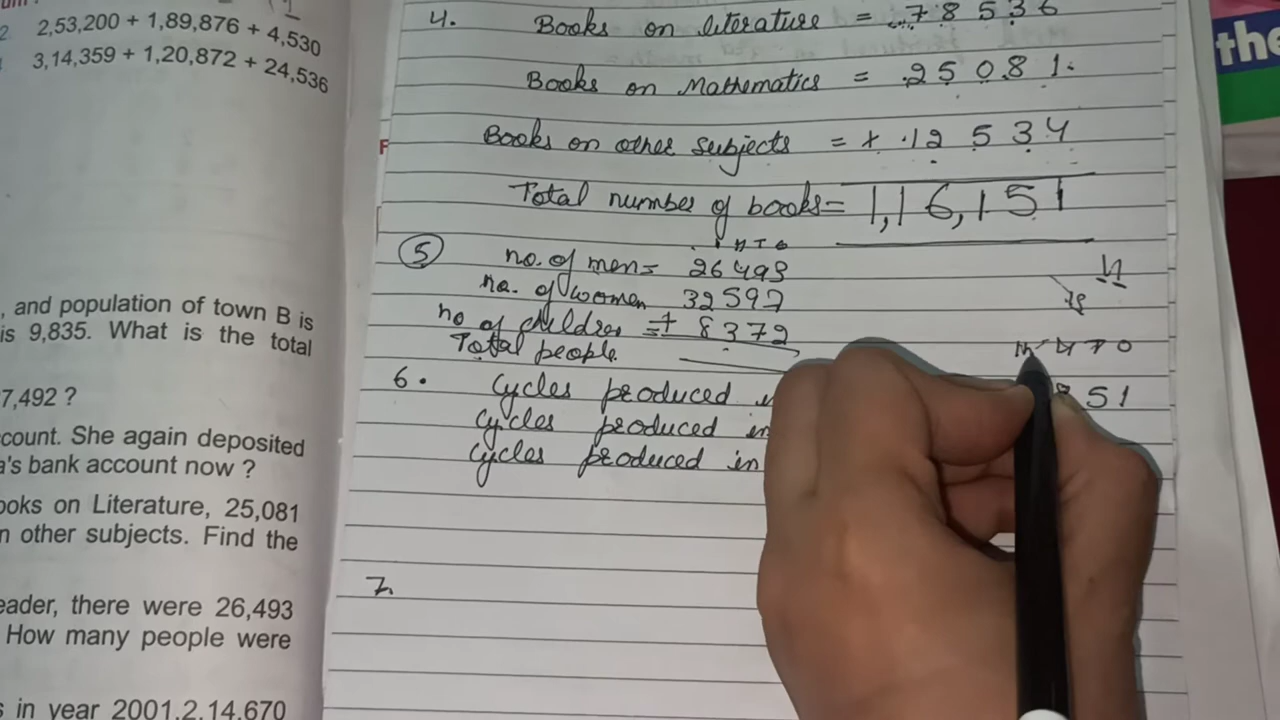 2,53,200 + 1,89,876 + 4,530
3,14,359 + 1,20,872 + 24,536
, and population of town B is
is 9,835. What is the total
7,492 ?
count. She again deposited
a's bank account now ?
ooks on Literature, 25,081
n other subjects. Find the
eader, there were 26,493
How many people were
s in year 2001,2,14,670
4. Books on literature = 78536
Books on Mathematics = 25081
Books on other subjects = + 12534
Total number of books = 1,16,151
5 no. of men = 26493
no. of women 32597
no of children = + 8372
Total people
6. Cycles produced
Cycles produced in
Cycles produced in
H T O
51
7.
the